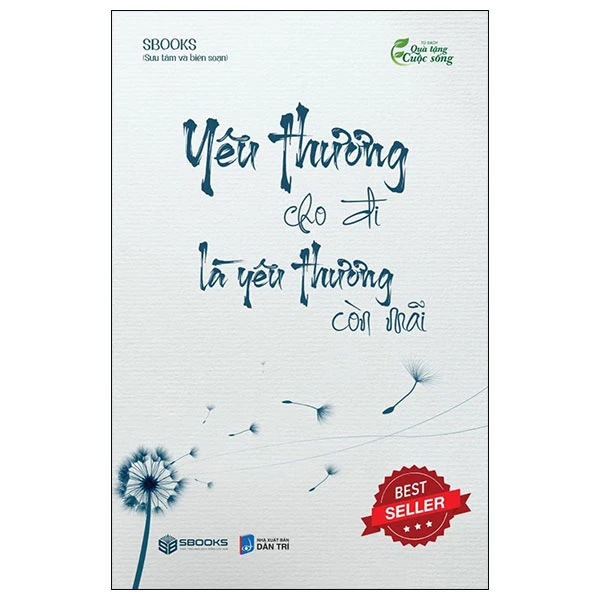 SBOOKS
(Sưu tầm và biên soạn)
TỦ SÁCH
Quà tặng
Cuộc sống
Yêu thương
cho đi
là yêu thương
còn mãi
BEST
SELLER
SBOOKS
NHÀ XUẤT BẢN
DÂN TRÍ